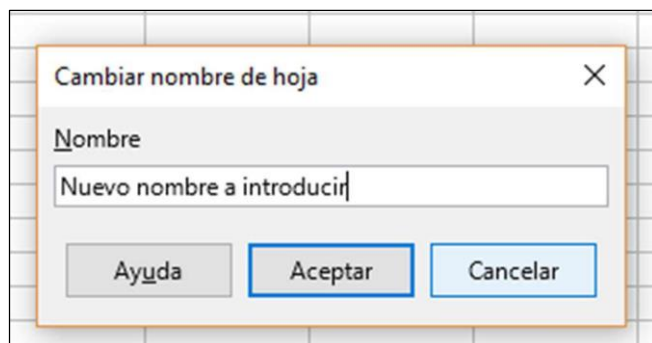 Cambiar nombre de hoja
Nombre
Nuevo nombre a introducir
Ayuda Aceptar Cancelar